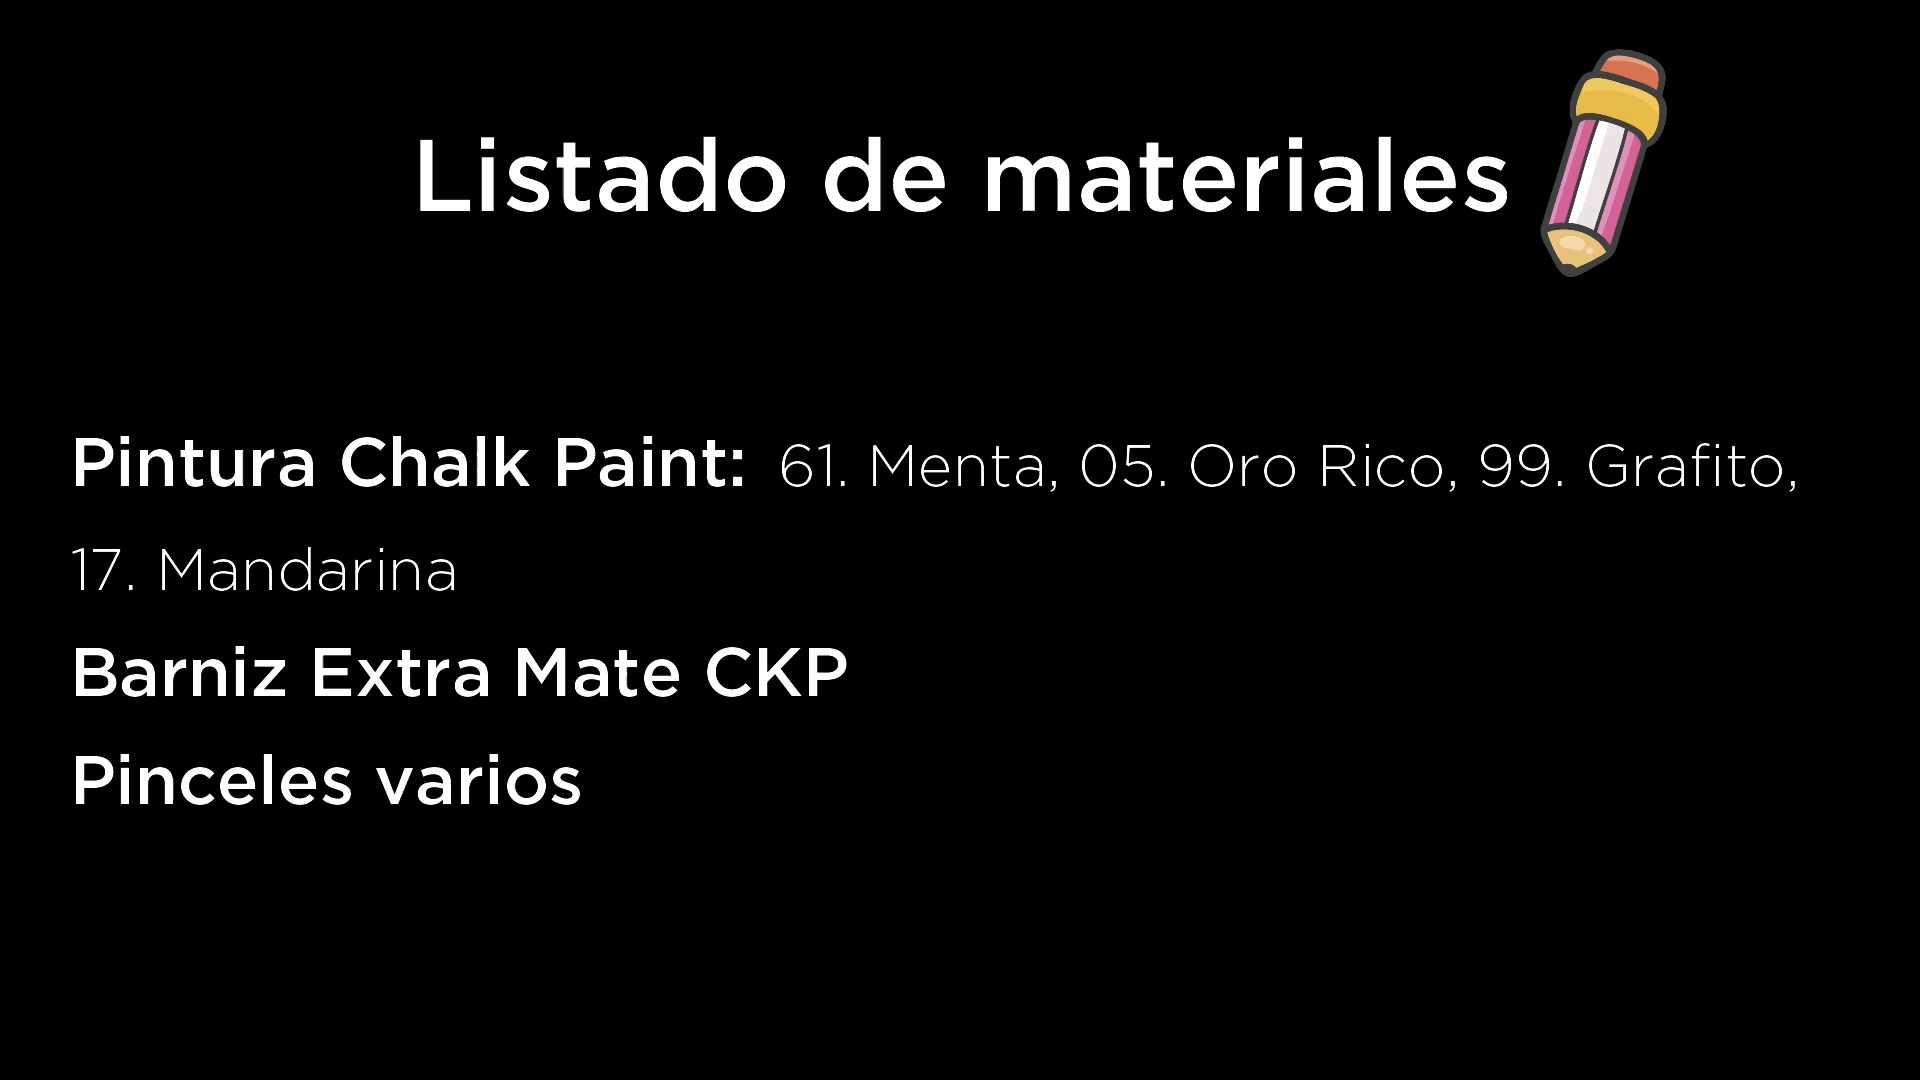 Listado de materiales
Pintura Chalk Paint: 61. Menta, 05. Oro Rico, 99. Grafito,
17. Mandarina
Barniz Extra Mate CKP
Pinceles varios